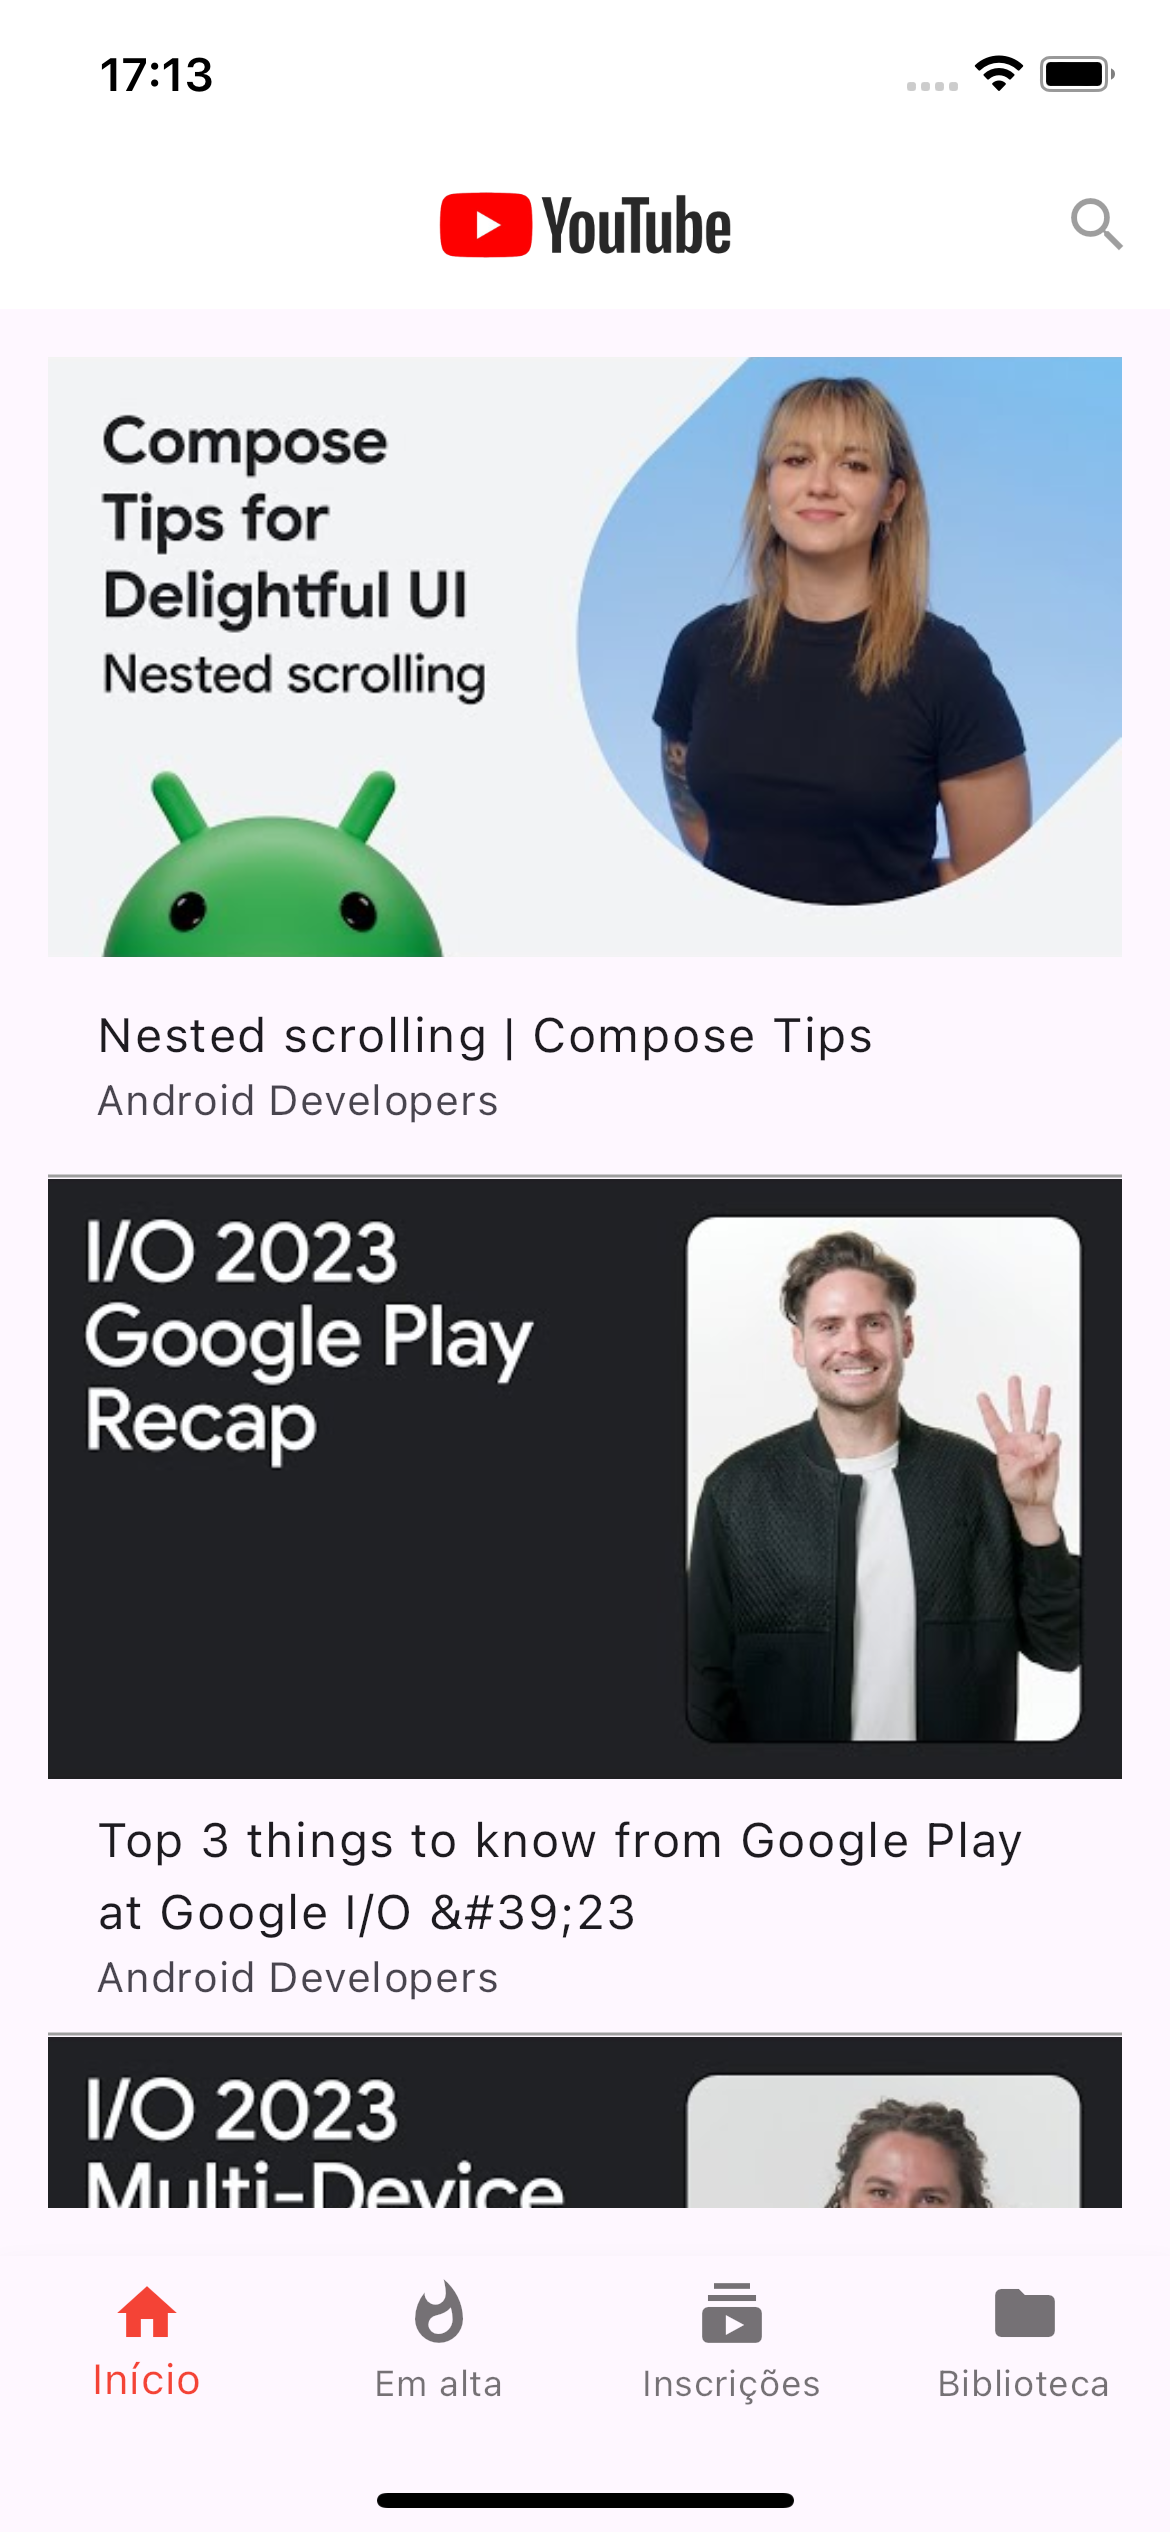 17:13
YouTube
Compose
Tips for
Delightful UI
Nested scrolling
Nested scrolling | Compose Tips
Android Developers
I/O 2023
Google Play
Recap
Top 3 things to know from Google Play
at Google I/O &#39;23
Android Developers
I/O 2023
Multi-Device
Início
Em alta
Inscrições
Biblioteca